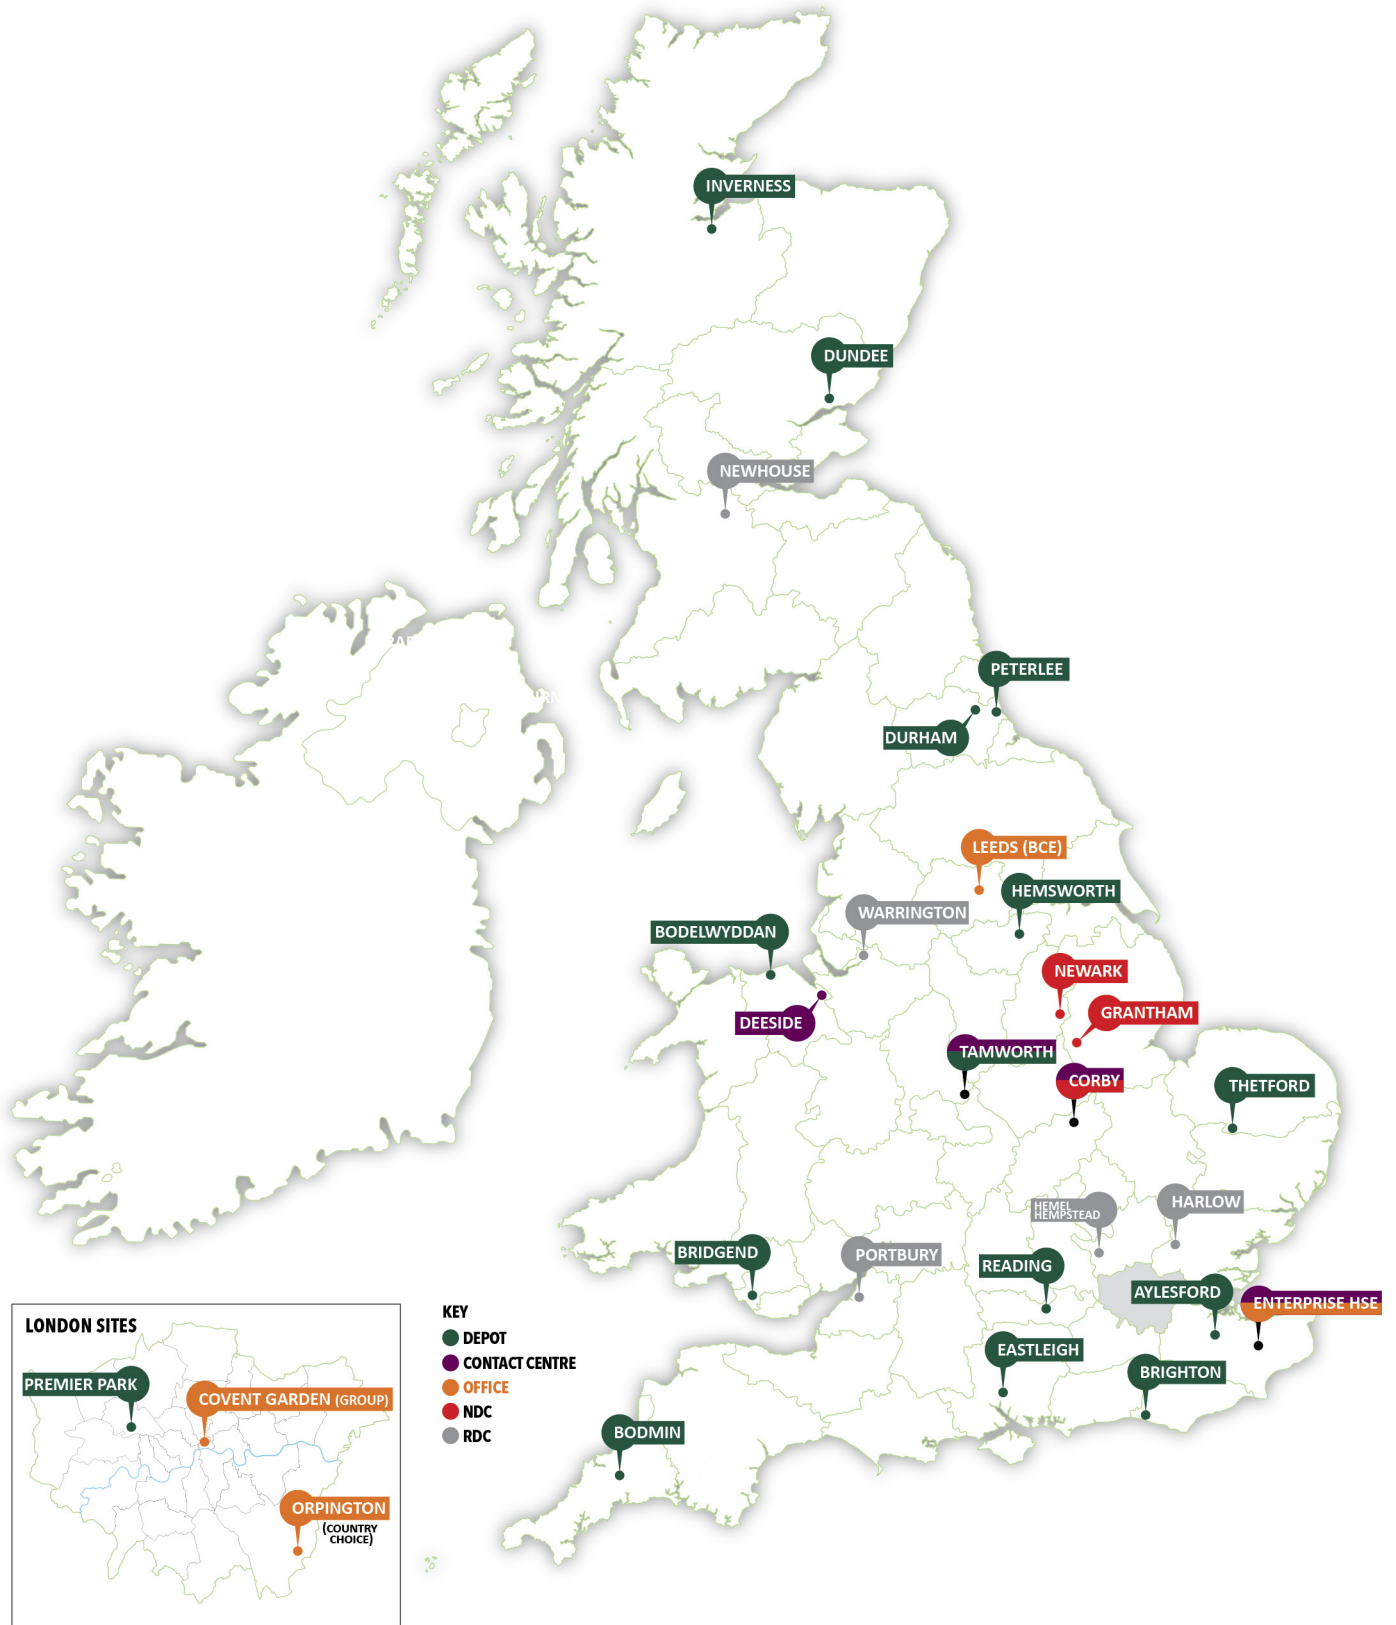 INVERNESS
DUNDEE
NEWHOUSE
PETERLEE
DURHAM
LEEDS (BCE)
HEMSWORTH
WARRINGTON
BODELWYDDAN
NEWARK
GRANTHAM
DEESIDE
TAMWORTH
CORBY
THETFORD
HEMEL
HEMPSTEAD
HARLOW
BRIDGEND
PORTBURY
READING
AYLESFORD
ENTERPRISE HSE
EASTLEIGH
BRIGHTON
BODMIN
KEY
DEPOT
CONTACT CENTRE
OFFICE
NDC
RDC
LONDON SITES
PREMIER PARK
COVENT GARDEN (GROUP)
ORPINGTON
(COUNTRY
CHOICE)